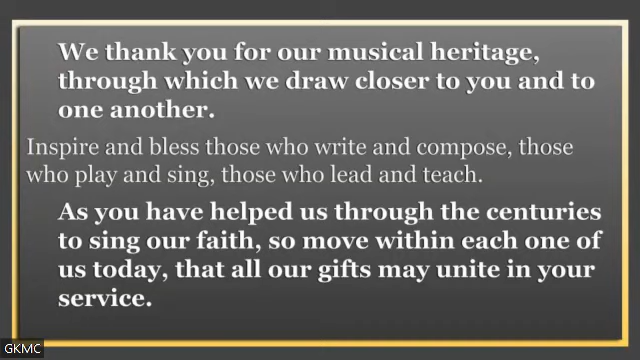 We thank you for our musical heritage,
through which we draw closer to you and to
one another.
Inspire and bless those who write and compose, those
who play and sing, those who lead and teach.
As you have helped us through the centuries
to sing our faith, so move within each one of
us today, that all our gifts may unite in your
service.
GKMC